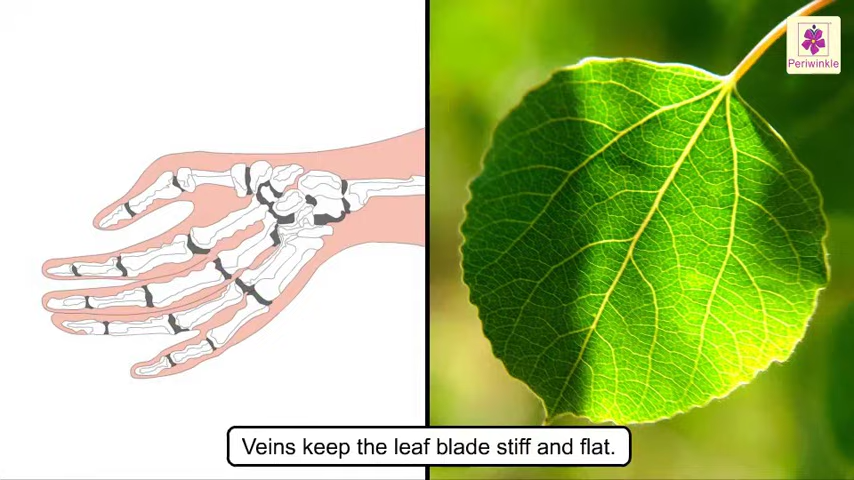 Periwinkle
Veins keep the leaf blade stiff and flat.